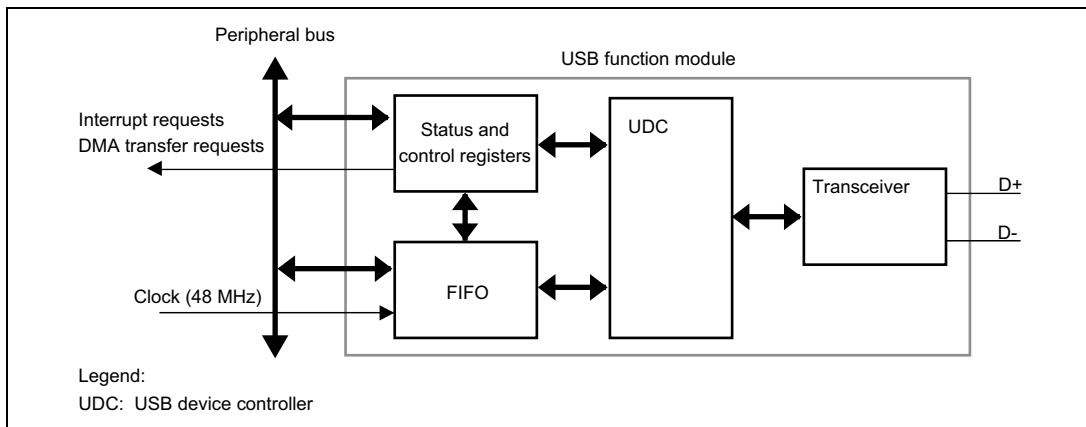 Peripheral bus
USB function module
Interrupt requests
DMA transfer requests
Status and
control registers
UDC
Transceiver
D+
D-
FIFO
Clock (48 MHz)
Legend:
UDC: USB device controller